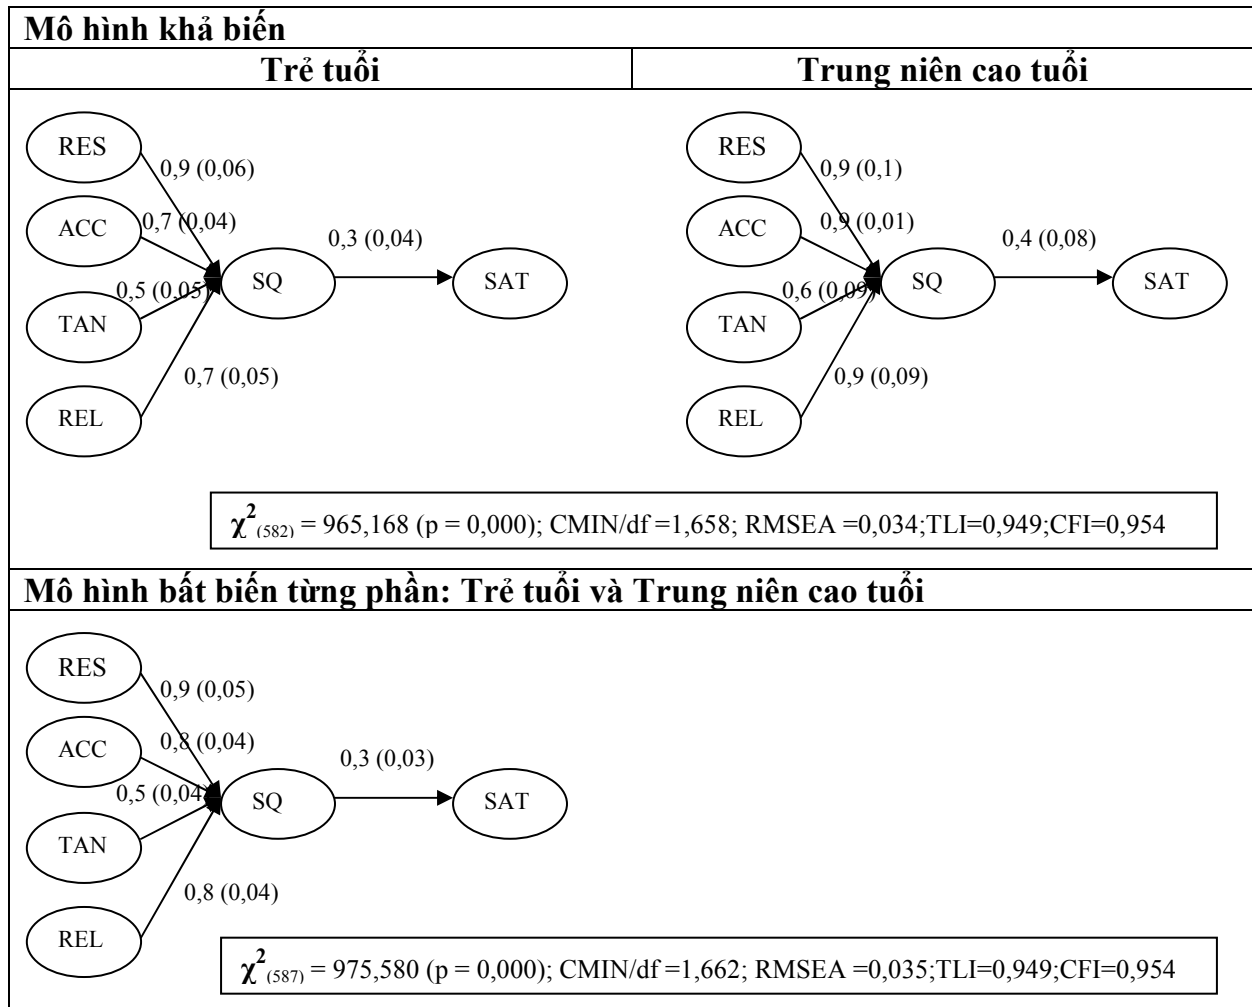 Mô hình khả biến
Trẻ tuổi
Trung niên cao tuổi
RES
0,9 (0,06)
ACC
0,7 (0,04)
0,3 (0,04)
SQ
SAT
0,5 (0,05)
TAN
0,7 (0,05)
REL
RES
0,9 (0,1)
ACC
0,9 (0,01)
0,4 (0,08)
SQ
SAT
0,6 (0,09)
TAN
0,9 (0,09)
REL
χ²(582) = 965,168 (p = 0,000); CMIN/df =1,658; RMSEA =0,034;TLI=0,949;CFI=0,954
Mô hình bất biến từng phần: Trẻ tuổi và Trung niên cao tuổi
RES
0,9 (0,05)
ACC
0,8 (0,04)
0,3 (0,03)
SQ
SAT
0,5 (0,04)
TAN
0,8 (0,04)
REL
χ²(587) = 975,580 (p = 0,000); CMIN/df =1,662; RMSEA =0,035;TLI=0,949;CFI=0,954